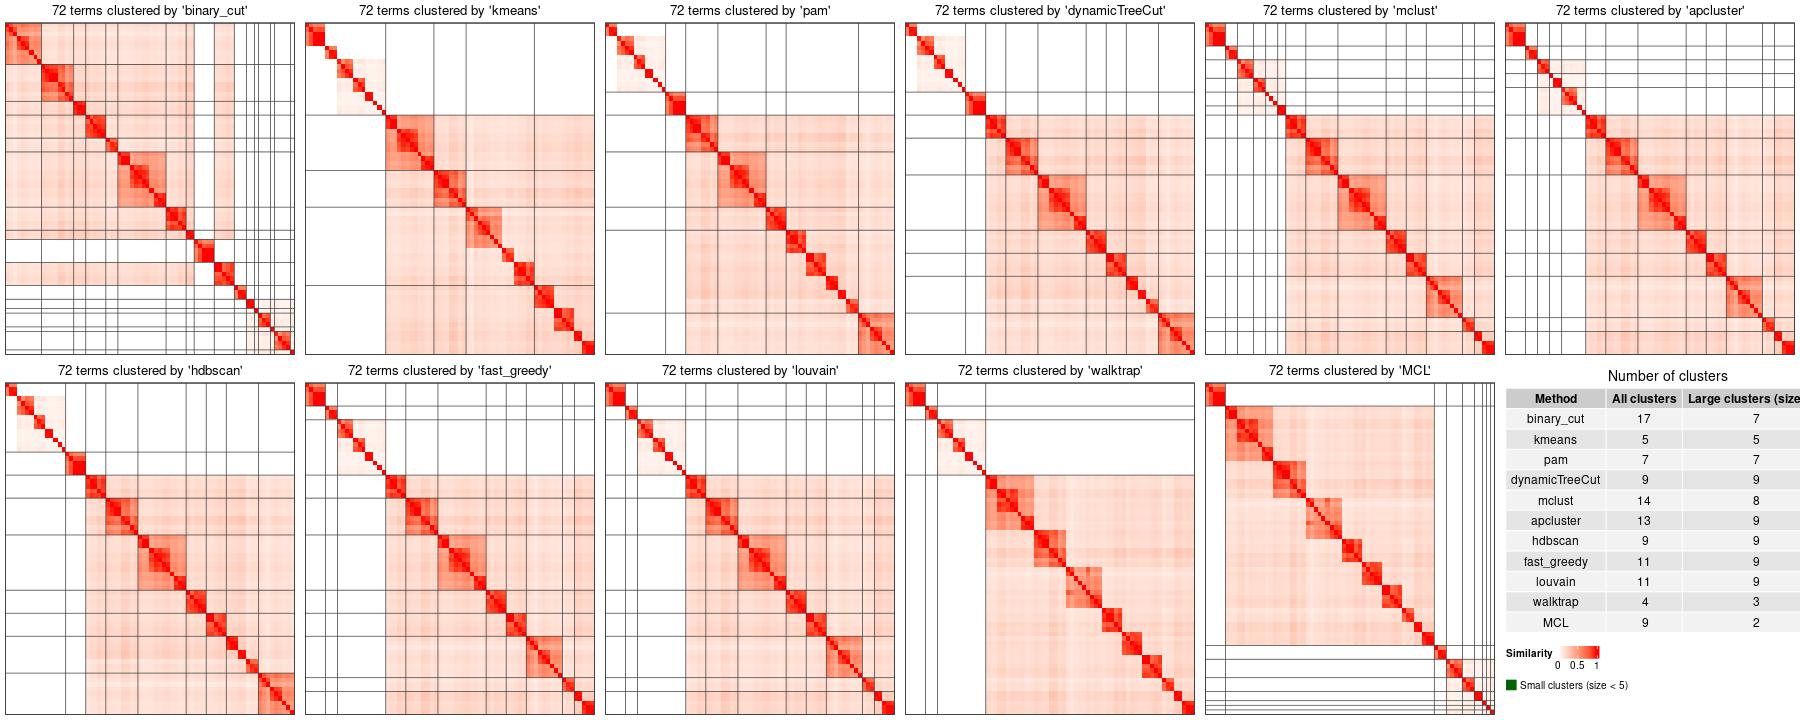 72 terms clustered by 'binary_cut'
72 terms clustered by 'kmeans'
72 terms clustered by 'pam'
72 terms clustered by 'dynamicTreeCut'
72 terms clustered by 'mclust'
72 terms clustered by 'apcluster'
72 terms clustered by 'hdbscan'
72 terms clustered by 'fast_greedy'
72 terms clustered by 'louvain'
72 terms clustered by 'walktrap'
72 terms clustered by 'MCL'
Number of clusters
Method All clusters Large clusters (size
binary_cut 17 7
kmeans 5 5
pam 7 7
dynamicTreeCut 9 9
mclust 14 8
apcluster 13 9
hdbscan 9 9
fast_greedy 11 9
louvain 11 9
walktrap 4 3
MCL 9 2
Similarity
0 0.5 1
Small clusters (size < 5)